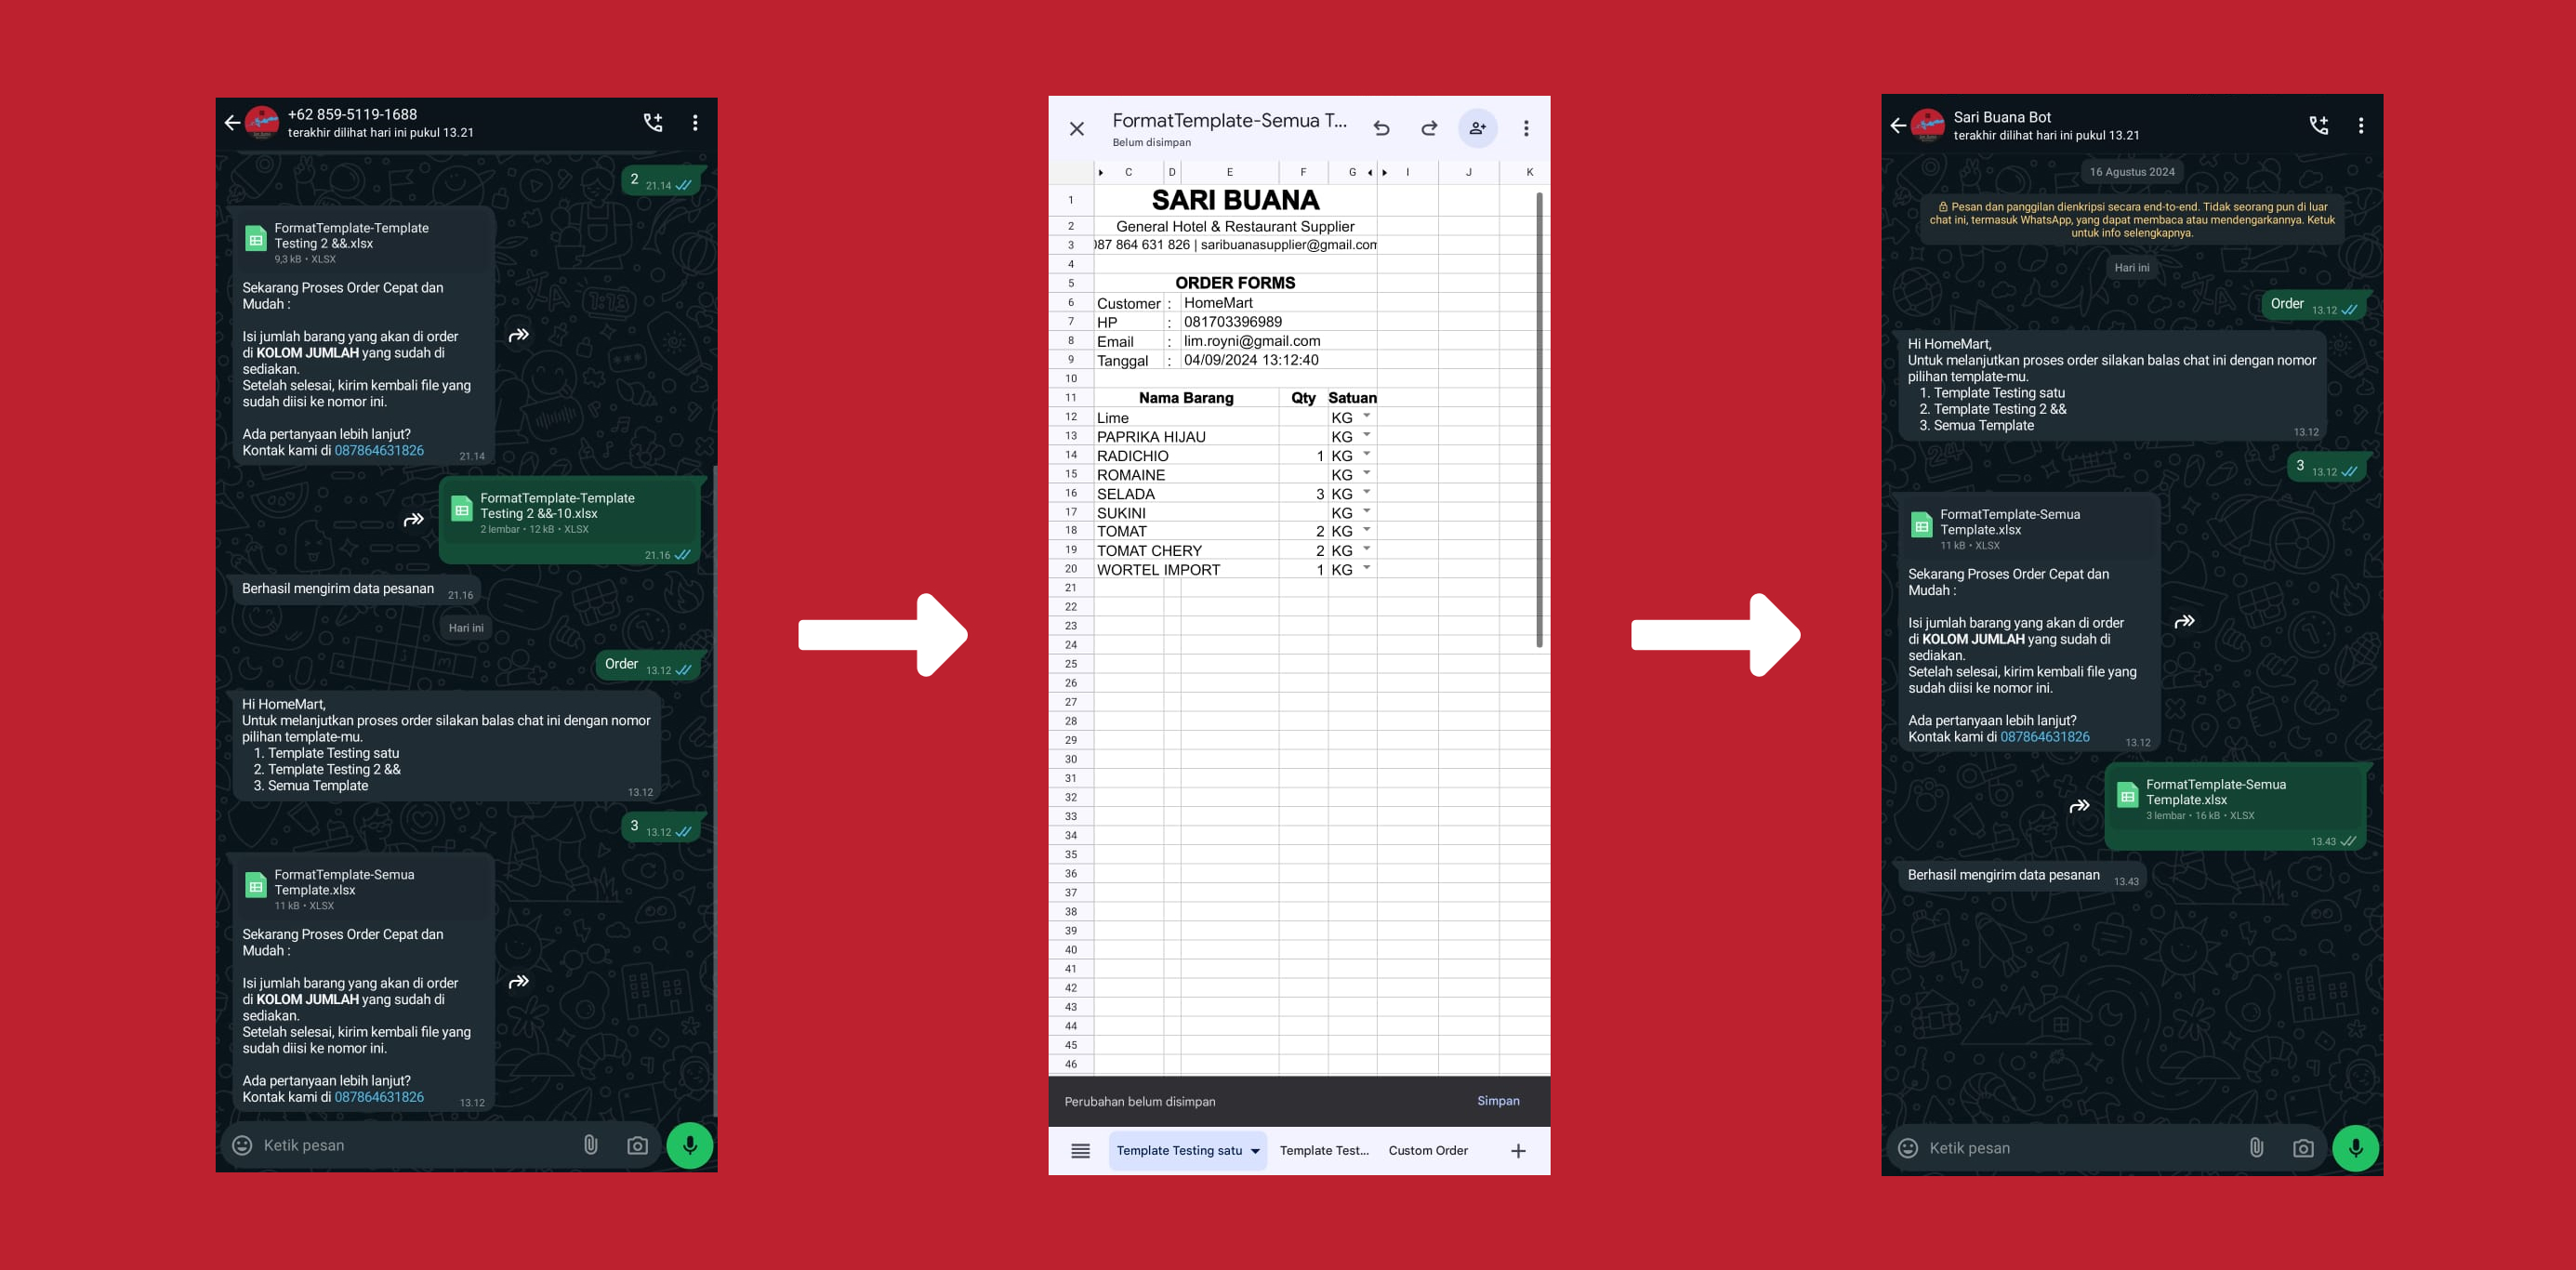 +62 859-5119-1688
terakhir dilihat hari ini pukul 13.21
2 21.14
FormatTemplate-Template
Testing 2 &&.xlsx
9,3 kB • XLSX
Sekarang Proses Order Cepat dan
Mudah :
Isi jumlah barang yang akan di order
di KOLOM JUMLAH yang sudah di
sediakan.
Setelah selesai, kirim kembali file yang
sudah diisi ke nomor ini.
Ada pertanyaan lebih lanjut?
Kontak kami di 087864631826
21.14
FormatTemplate-Template
Testing 2 &&-10.xlsx
2 lembar • 12 kB • XLSX
21.16
Berhasil mengirim data pesanan 21.16
Hari ini
Order 13.12
Hi HomeMart,
Untuk melanjutkan proses order silakan balas chat ini dengan nomor
pilihan template-mu.
1. Template Testing satu
2. Template Testing 2 &&
3. Semua Template
13.12
3 13.12
FormatTemplate-Semua
Template.xlsx
11 kB • XLSX
Sekarang Proses Order Cepat dan
Mudah :
Isi jumlah barang yang akan di order
di KOLOM JUMLAH yang sudah di
sediakan.
Setelah selesai, kirim kembali file yang
sudah diisi ke nomor ini.
Ada pertanyaan lebih lanjut?
Kontak kami di 087864631826
13.12
Ketik pesan
FormatTemplate-Semua T...
Belum disimpan
C D E F G I J K
1 SARI BUANA
2 General Hotel & Restaurant Supplier
3 087 864 631 826 | saribuanasupplier@gmail.com
4
5 ORDER FORMS
6 Customer : HomeMart
7 HP : 081703396989
8 Email : lim.royni@gmail.com
9 Tanggal : 04/09/2024 13:12:40
10
11 Nama Barang Qty Satuan
12 Lime KG
13 PAPRIKA HIJAU KG
14 RADICHIO 1 KG
15 ROMAINE KG
16 SELADA 3 KG
17 SUKINI KG
18 TOMAT 2 KG
19 TOMAT CHERY 2 KG
20 WORTEL IMPORT 1 KG
21
22
23
24
25
26
27
28
29
30
31
32
33
34
35
36
37
38
39
40
41
42
43
44
45
46
Perubahan belum disimpan Simpan
Template Testing satu Template Test... Custom Order
Sari Buana Bot
terakhir dilihat hari ini pukul 13.21
16 Agustus 2024
Pesan dan panggilan dienkripsi secara end-to-end. Tidak seorang pun di luar
chat ini, termasuk WhatsApp, yang dapat membaca atau mendengarkannya. Ketuk
untuk info selengkapnya.
Hari ini
Order 13.12
Hi HomeMart,
Untuk melanjutkan proses order silakan balas chat ini dengan nomor
pilihan template-mu.
1. Template Testing satu
2. Template Testing 2 &&
3. Semua Template
13.12
3 13.12
FormatTemplate-Semua
Template.xlsx
11 kB • XLSX
Sekarang Proses Order Cepat dan
Mudah :
Isi jumlah barang yang akan di order
di KOLOM JUMLAH yang sudah di
sediakan.
Setelah selesai, kirim kembali file yang
sudah diisi ke nomor ini.
Ada pertanyaan lebih lanjut?
Kontak kami di 087864631826
13.12
FormatTemplate-Semua
Template.xlsx
3 lembar • 16 kB • XLSX
13.43
Berhasil mengirim data pesanan 13.43
Ketik pesan